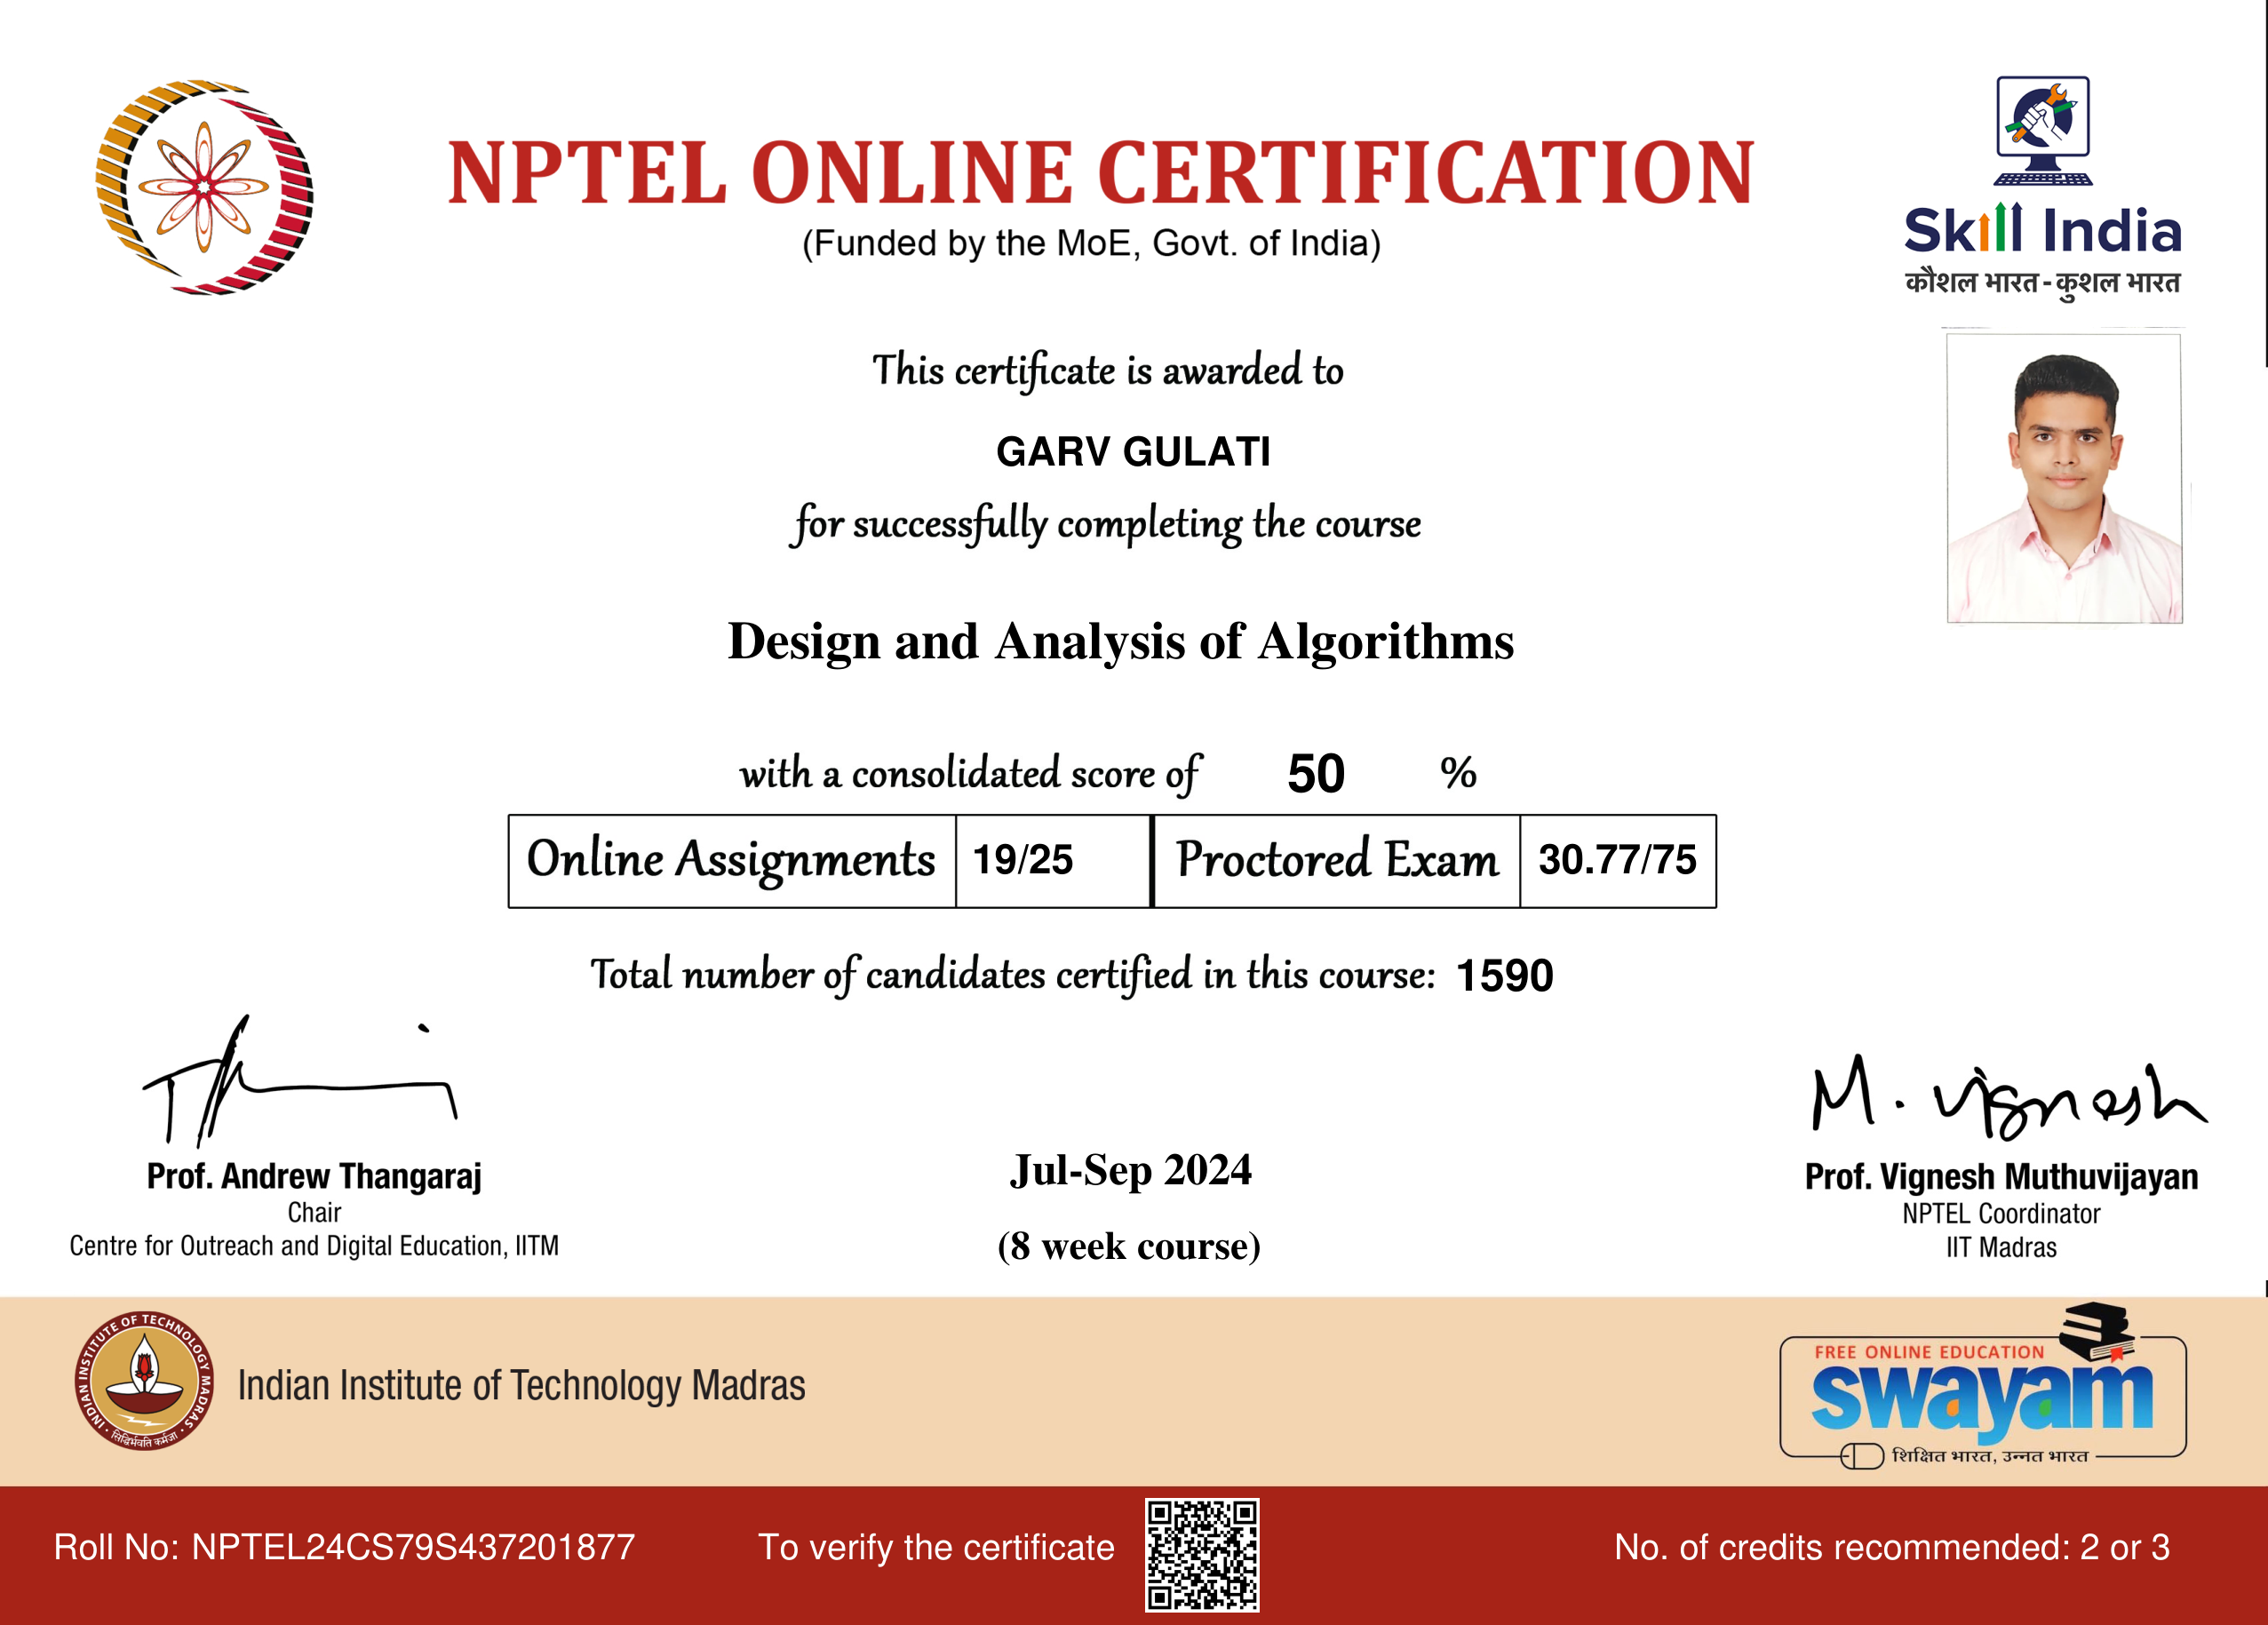 NPTEL ONLINE CERTIFICATION
(Funded by the MoE, Govt. of India)
Skill India
कौशल भारत - कुशल भारत
This certificate is awarded to
GARV GULATI
for successfully completing the course
Design and Analysis of Algorithms
with a consolidated score of 50 %
Online Assignments 19/25 Proctored Exam 30.77/75
Total number of candidates certified in this course: 1590
M. Vignesh
Prof. Andrew Thangaraj
Chair
Centre for Outreach and Digital Education, IITM
Jul-Sep 2024
(8 week course)
Prof. Vignesh Muthuvijayan
NPTEL Coordinator
IIT Madras
INDIAN INSTITUTE OF TECHNOLOGY MADRAS
सिद्धिर्भवति कर्मजा
Indian Institute of Technology Madras
FREE ONLINE EDUCATION
swayam
शिक्षित भारत, उन्नत भारत
Roll No: NPTEL24CS79S437201877
To verify the certificate
No. of credits recommended: 2 or 3